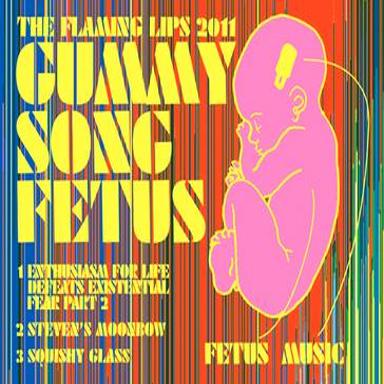 THE FLAMING LIPS 2011
GUMMY
SONG
FETUS
1 ENTHUSIASM FOR LIFE
DEFEATS EXISTENTIAL
FEAR PART 2
2 STEVEN'S MOONBOW
3 SQUISHY GLASS
FETUS MUSIC